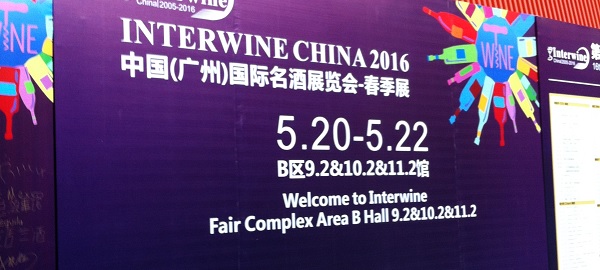 Interwine
China2005-2016
INTERWINE CHINA 2016
中国(广州)国际名酒展览会-春季展
WINE
Interwine
5.20-5.22
B区9.2&10.2&11.2馆
Welcome to Interwine
Fair Complex Area B Hall 9.2&10.2&11.2